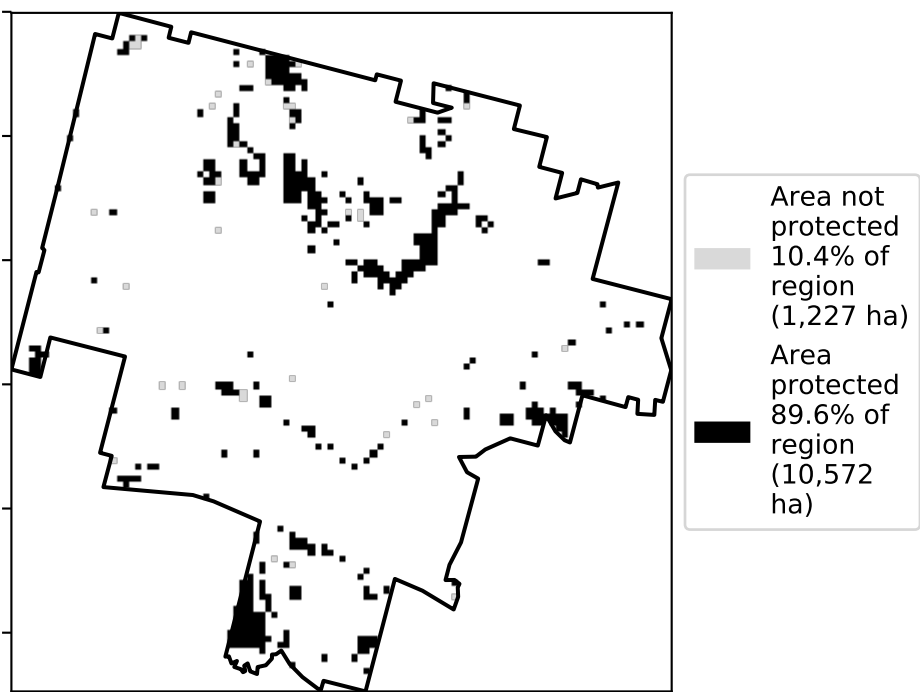 Area not
protected
10.4% of
region
(1,227 ha)
Area
protected
89.6% of
region
(10,572
ha)